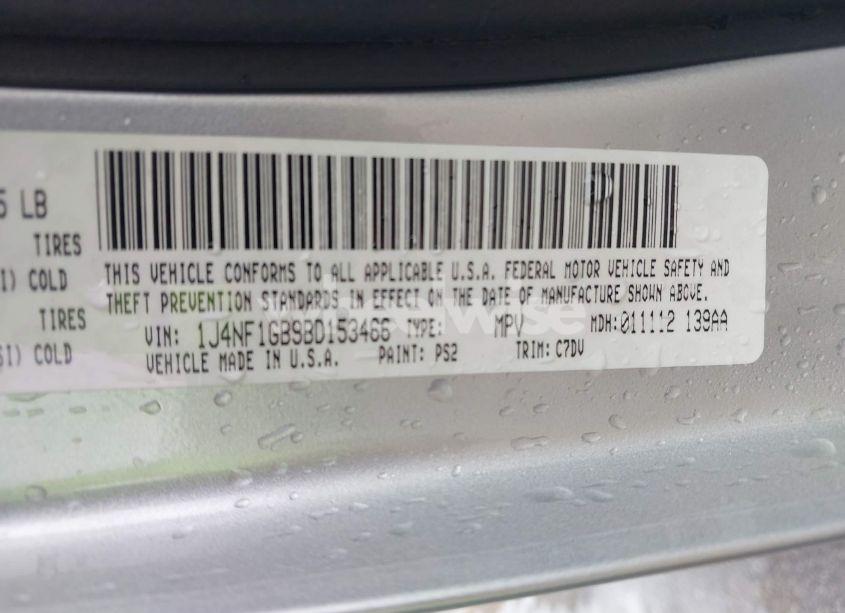 5 LB
TIRES
I) COLD
TIRES
SI) COLD
THIS VEHICLE CONFORMS TO ALL APPLICABLE U.S.A. FEDERAL MOTOR VEHICLE SAFETY AND
THEFT PREVENTION STANDARDS IN EFFECT ON THE DATE OF MANUFACTURE SHOWN ABOVE.
VIN: 1J4NF1GB9BD153466 TYPE: MPV MDH: 011112 139AA
VEHICLE MADE IN U.S.A. PAINT: PS2 TRIM: C7DV